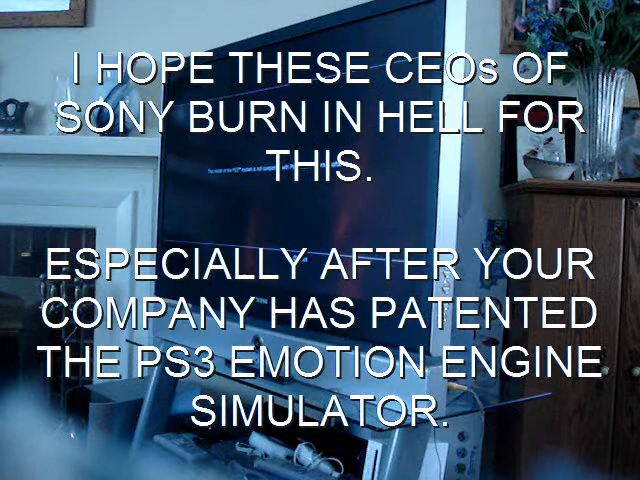 I HOPE THESE CEOs OF
SONY BURN IN HELL FOR
THIS.
ESPECIALLY AFTER YOUR
COMPANY HAS PATENTED
THE PS3 EMOTION ENGINE
SIMULATOR.